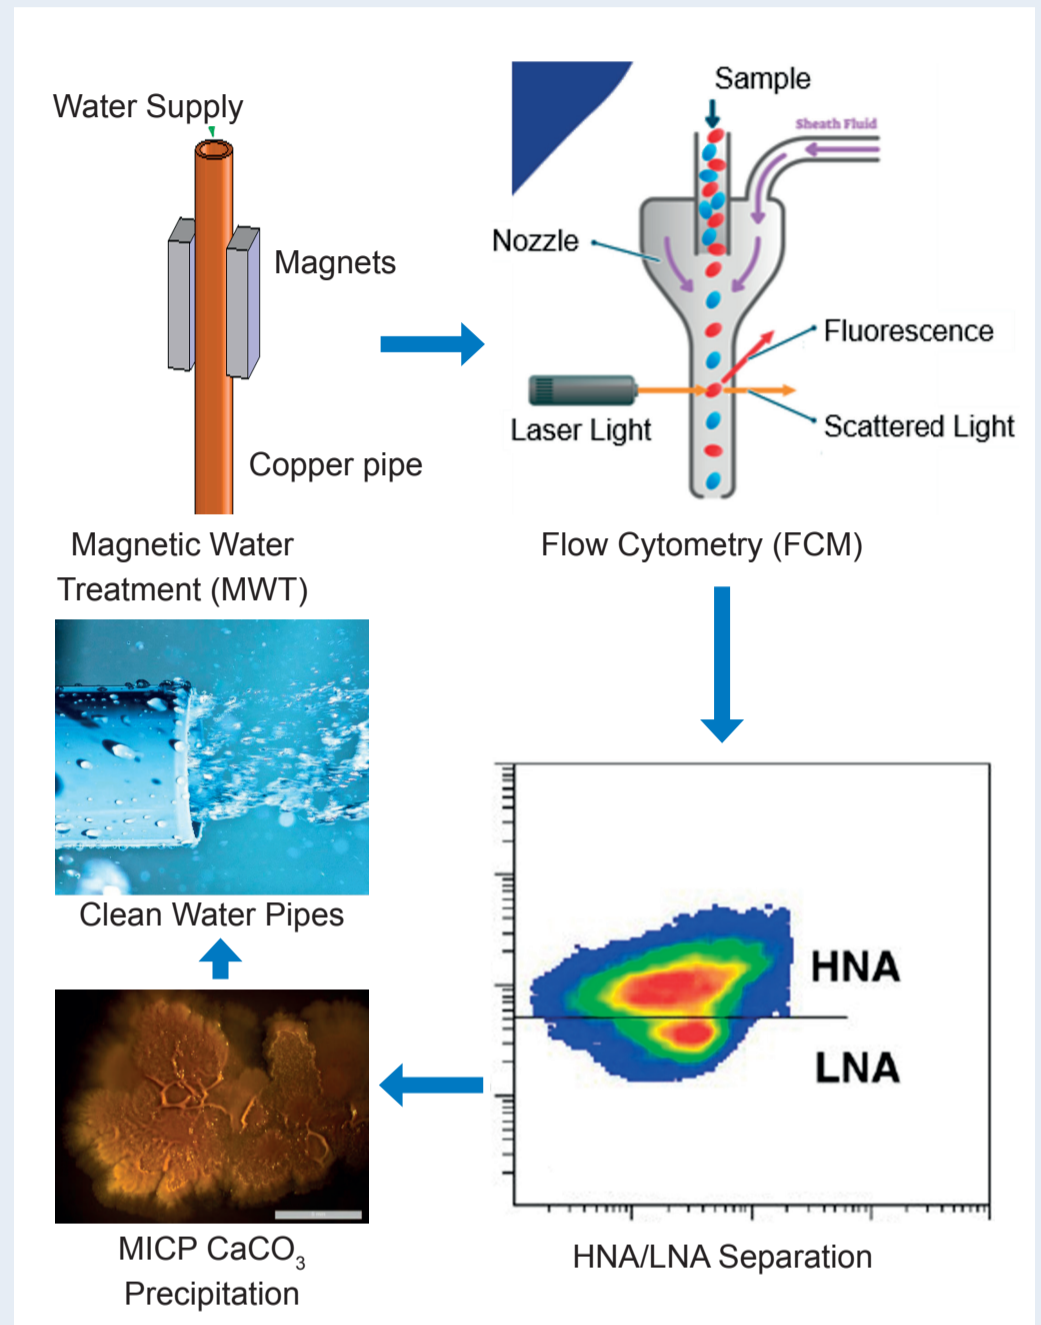 Water Supply
Magnets
Copper pipe
Magnetic Water
Treatment (MWT)
Sample
Sheath Fluid
Nozzle
Fluorescence
Laser Light
Scattered Light
Flow Cytometry (FCM)
HNA
LNA
HNA/LNA Separation
MICP CaCO₃
Precipitation
Clean Water Pipes